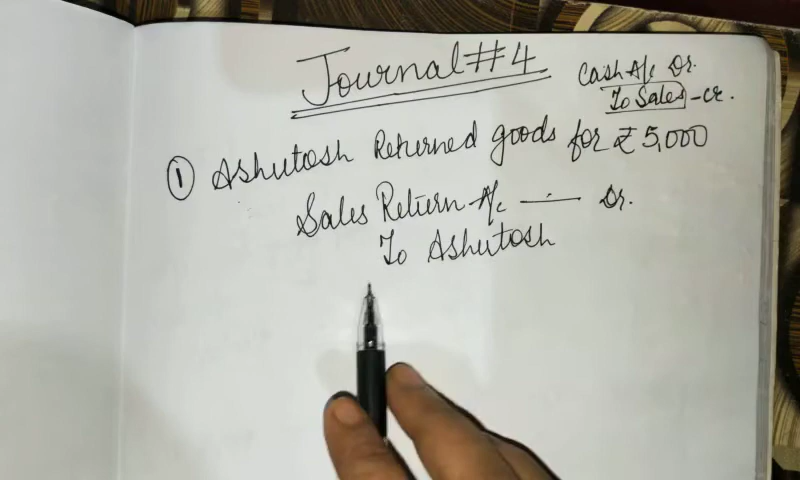 Journal #4
Cash A/c Dr.
To Sales - cr.
① Ashutosh Returned goods for ₹ 5,000
Sales Return A/c — Dr.
To Ashutosh